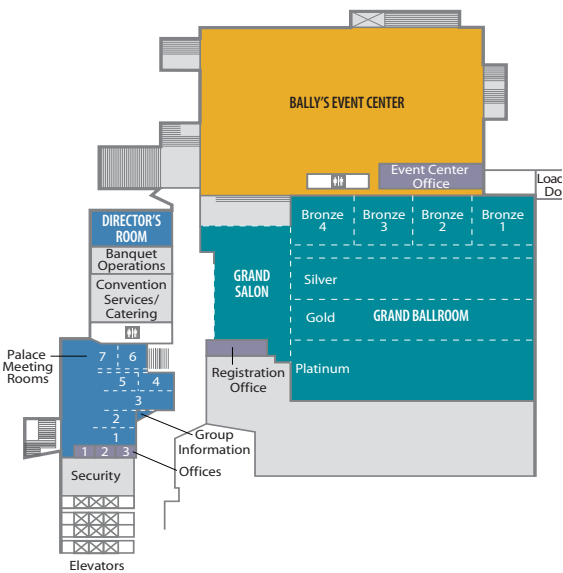 BALLY'S EVENT CENTER
Event Center
Office
Load
Do
DIRECTOR'S
ROOM
Banquet
Operations
Convention
Services/
Catering
Bronze
4
Bronze
3
Bronze
2
Bronze
1
GRAND
SALON
Silver
Gold
GRAND BALLROOM
Platinum
Registration
Office
Palace
Meeting
Rooms
7
6
5
4
3
2
1
Group
Information
1
2
3
Offices
Security
Elevators